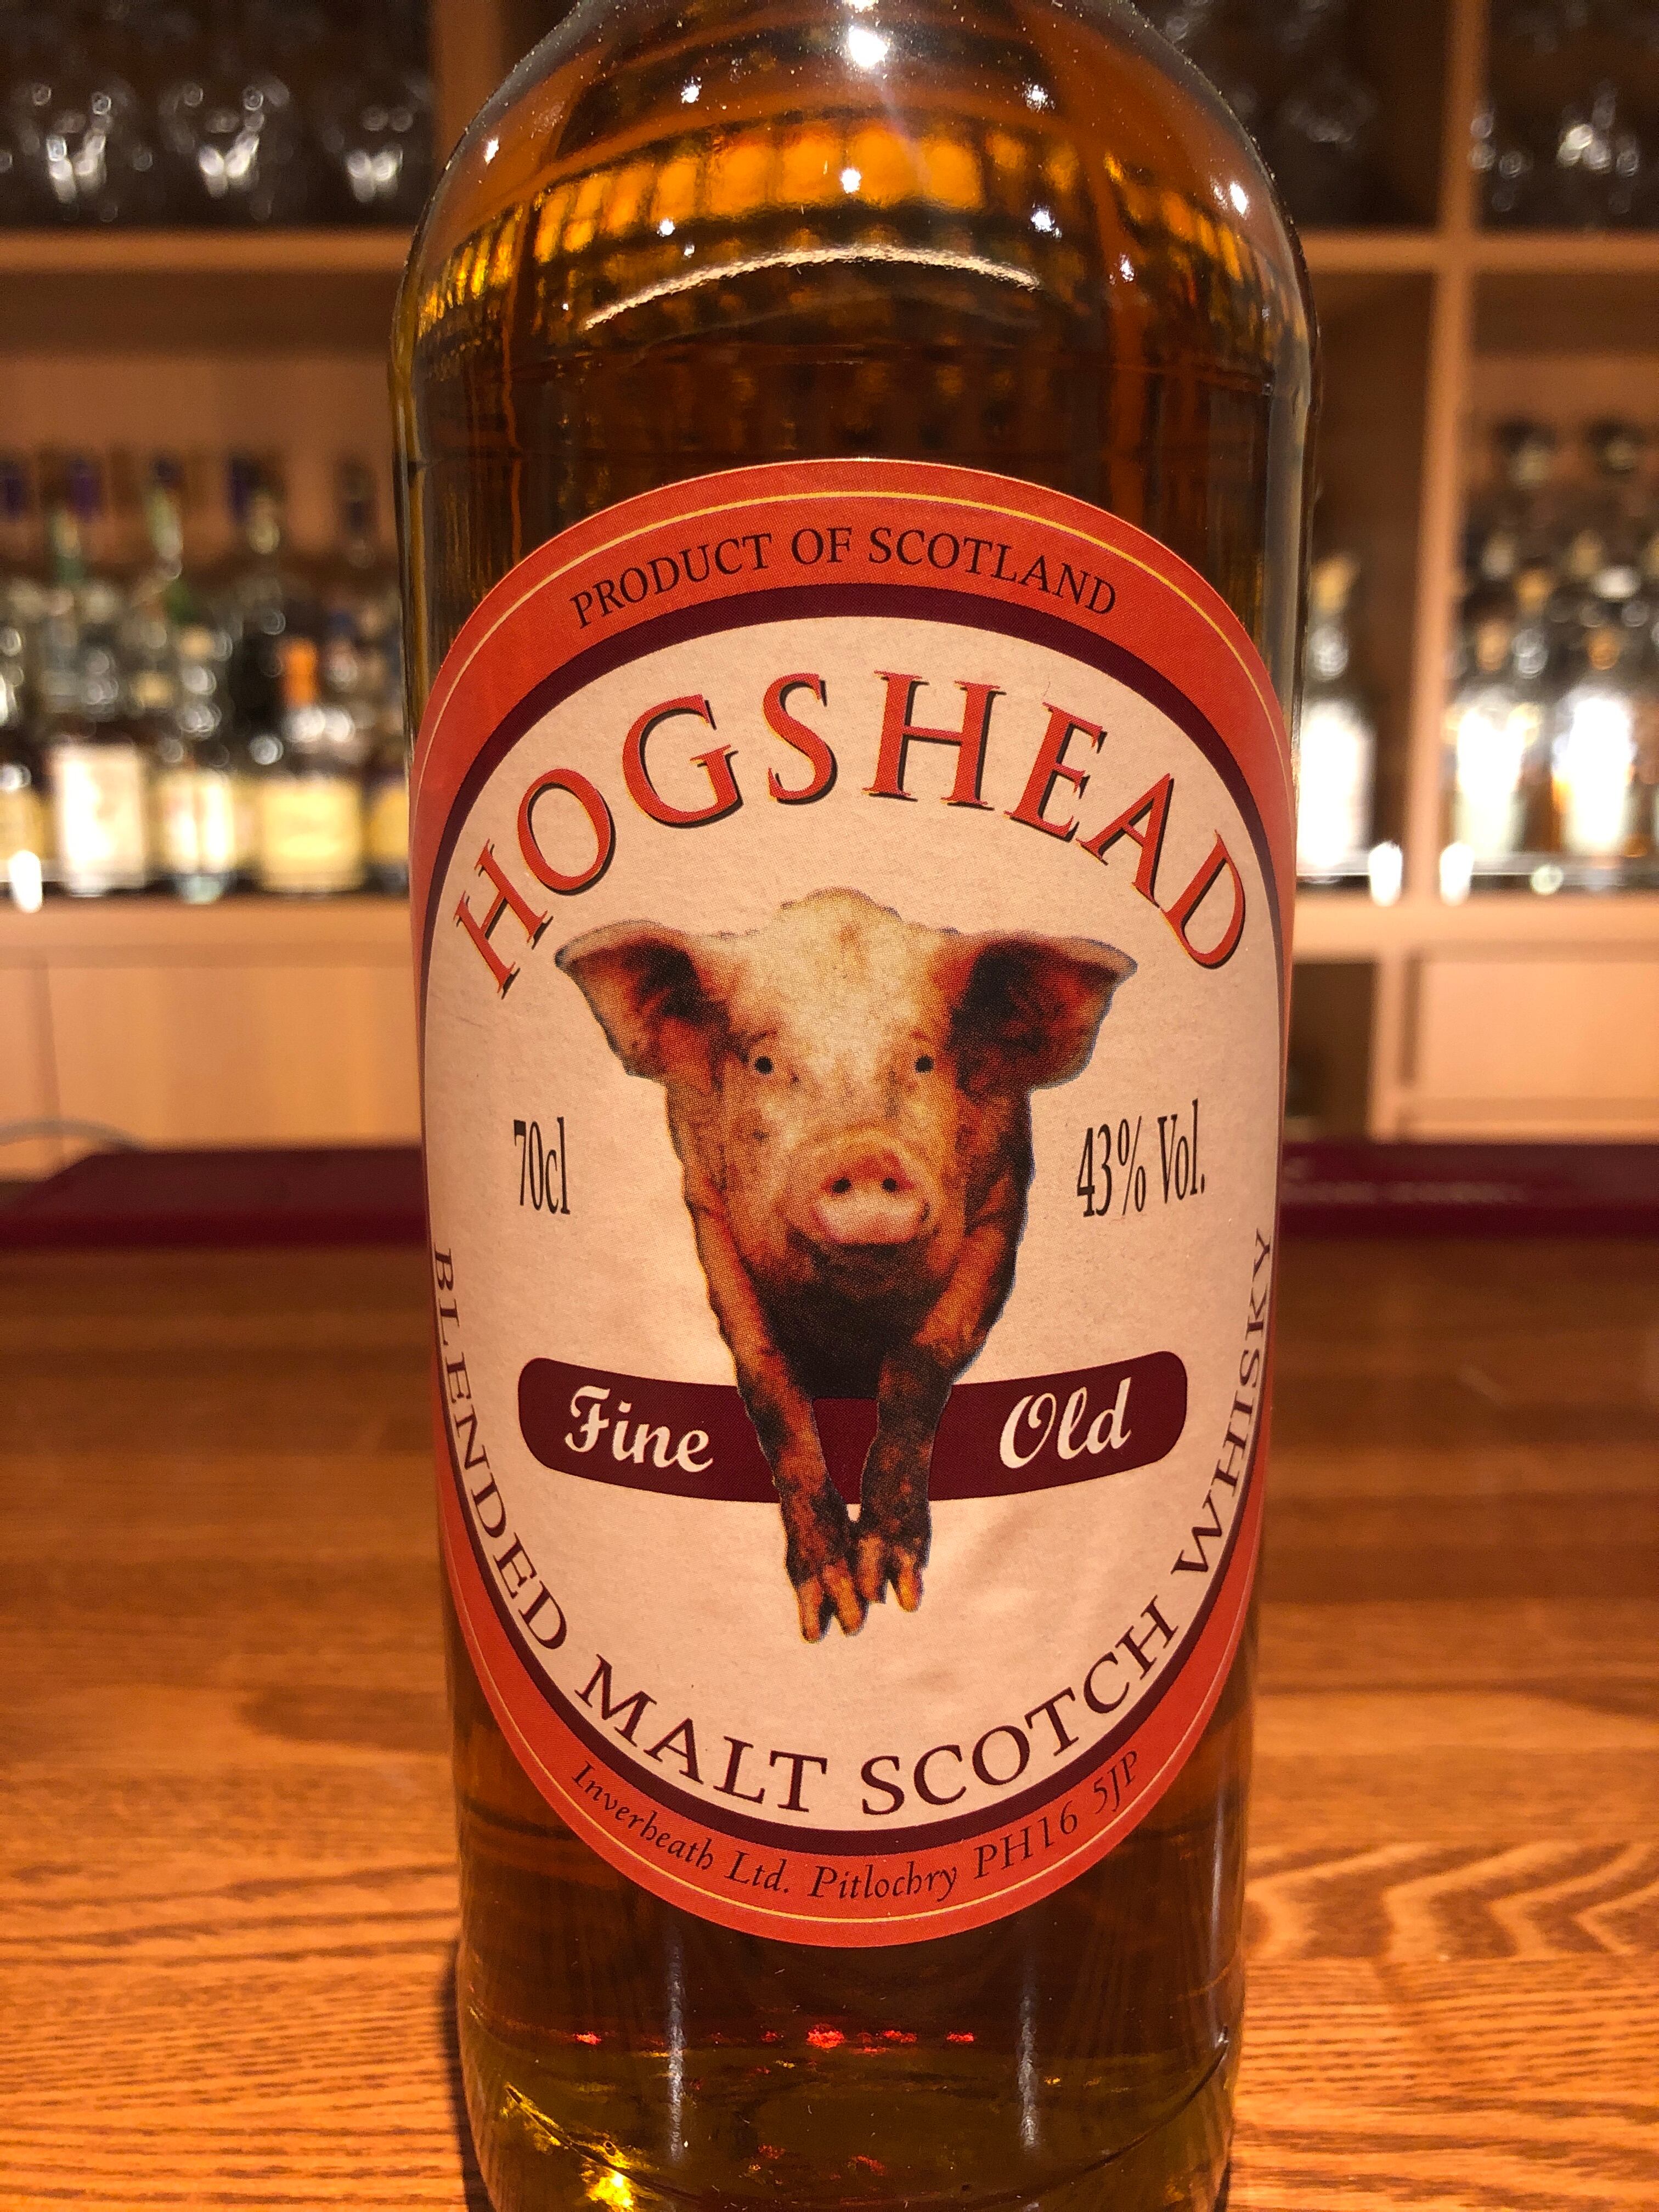 PRODUCT OF SCOTLAND
HOGSHEAD
70cl
43% Vol.
Fine Old
BLENDED MALT SCOTCH WHISKY
Inverheath Ltd. Pitlochry PH16 5JP